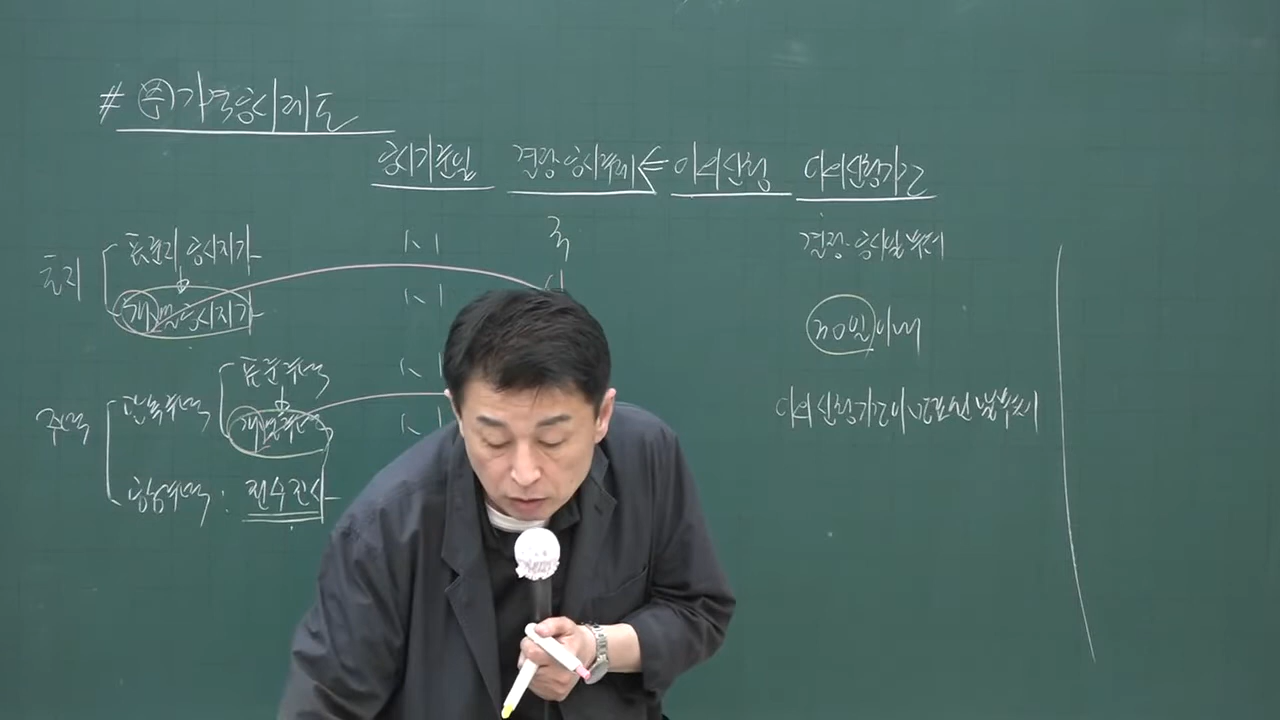 # ㊜가격공시제도
공시기준일 결정·공시주체 ⇐ 이의신청 이의신청기간
표준지 공시지가 1.1 국 결정·공시일부터
토지
개별공시지가 1.1 30일 이내
표준주택 1.1
주택 단독주택
개별주택 1.1 이의신청기간이 만료된 날부터
공동주택 : 전수조사